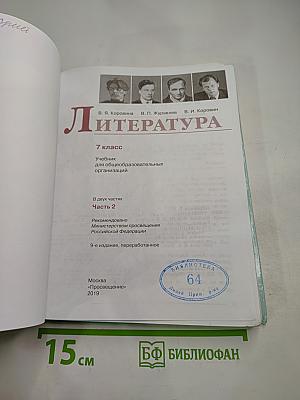 В. Я. Коровина В. П. Журавлев В. И. Коровин
ЛИТЕРАТУРА
7 класс
Учебник
для общеобразовательных
организаций
В двух частях
Часть 2
Рекомендовано
Министерством просвещения
Российской Федерации
9-е издание, переработанное
Москва
«Просвещение»
2019
БИБЛИОТЕКА
64
15 см
БФ БИБЛИОФАН